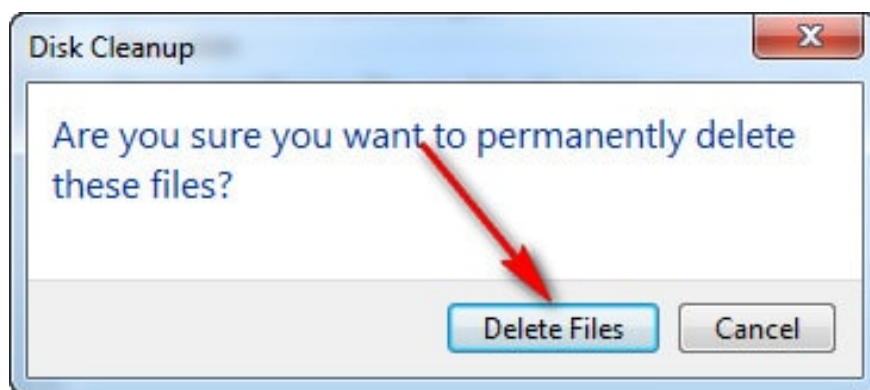 Disk Cleanup
Are you sure you want to permanently delete
these files?
Delete Files
Cancel